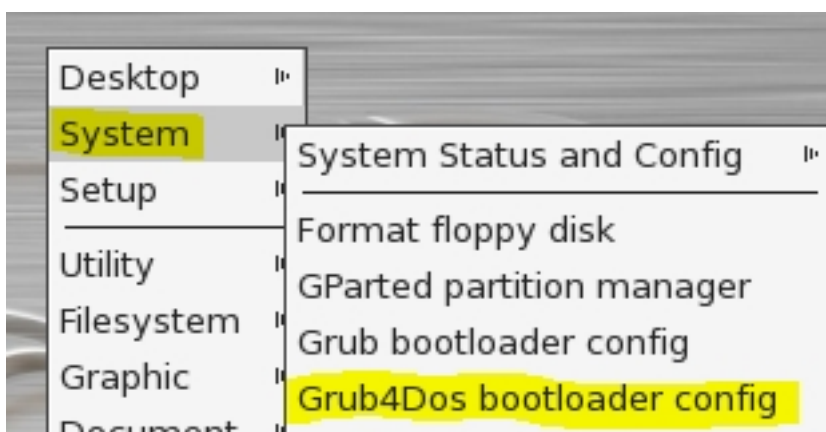 Desktop
System
Setup
Utility
Filesystem
Graphic
Document
System Status and Config
Format floppy disk
GParted partition manager
Grub bootloader config
Grub4Dos bootloader config